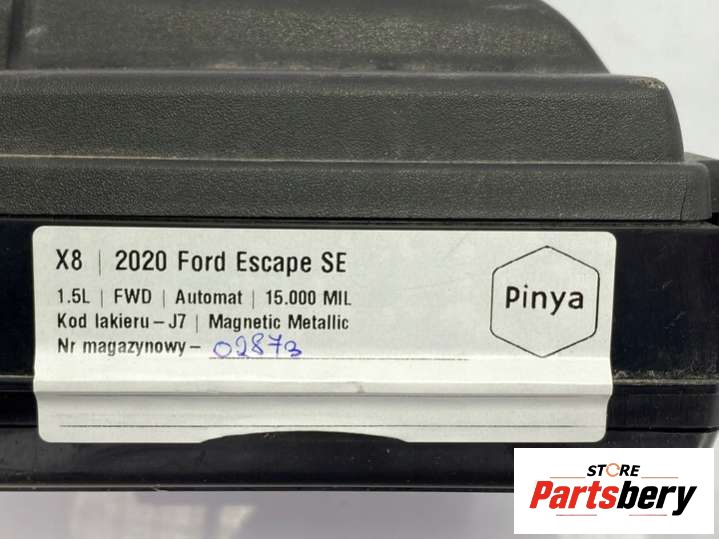 X8 | 2020 Ford Escape SE
1.5L | FWD | Automat | 15.000 MIL
Kod lakieru – J7 | Magnetic Metallic
Nr magazynowy – 02873
Pinya
STORE
Partsbery